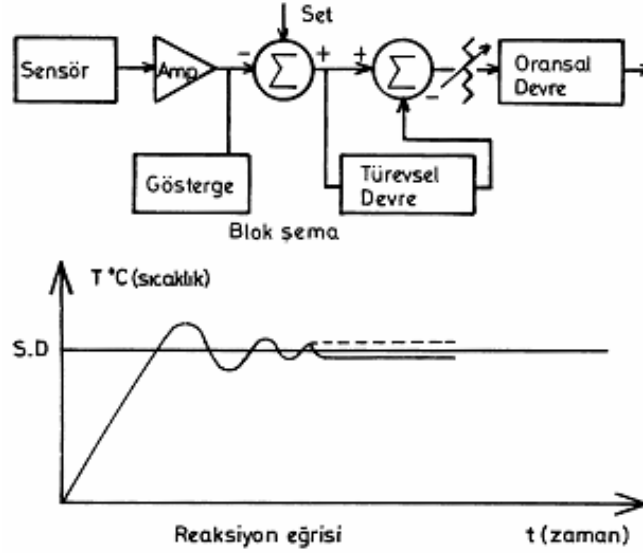 Set
Sensör
Amp
- Σ + + Σ -
Oransal
Devre
Gösterge
Türevsel
Devre
Blok şema
T °C (sıcaklık)
S.D
Reaksiyon eğrisi
t (zaman)